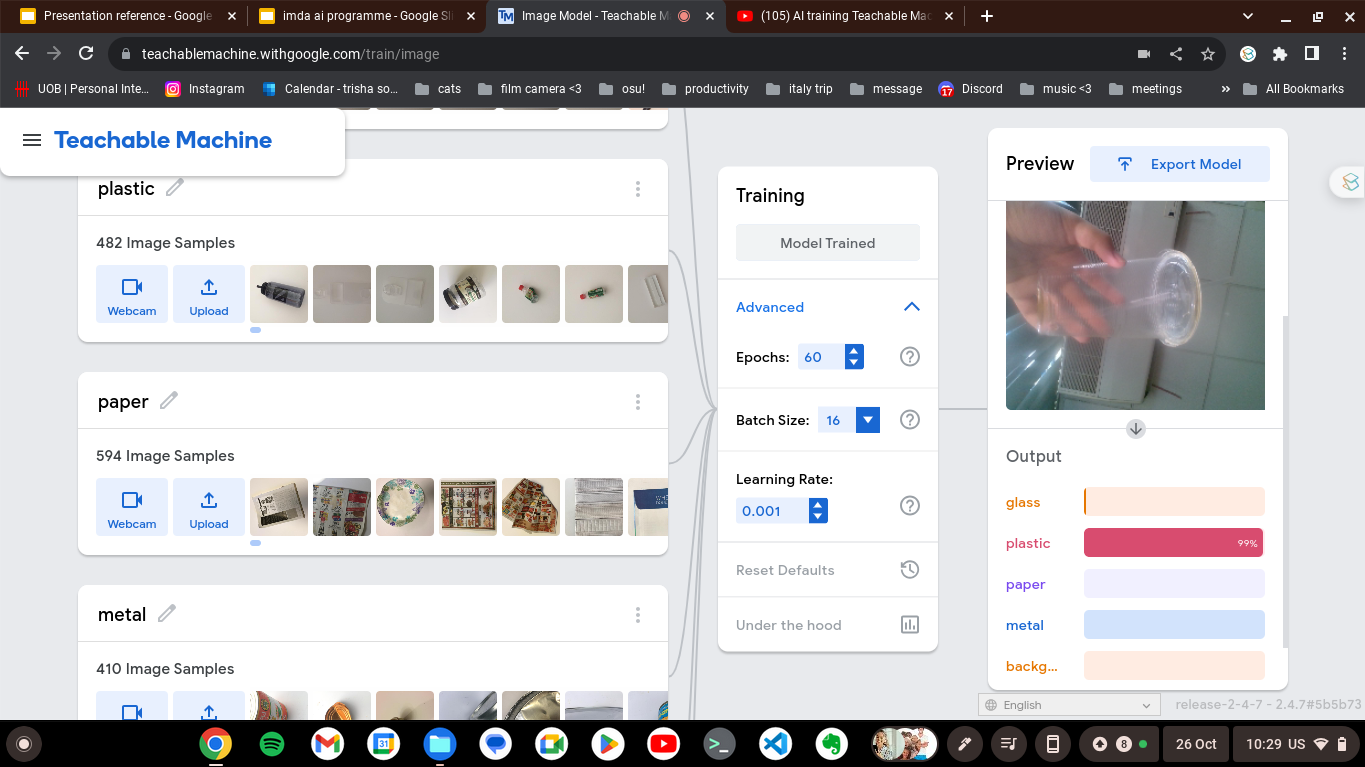 Presentation reference - Google
imda ai programme - Google Sli
Image Model - Teachable Ma
(105) AI training Teachable Mac
teachablemachine.withgoogle.com/train/image
UOB | Personal Inte...
Instagram
Calendar - trisha so...
cats
film camera <3
osu!
productivity
italy trip
message
17
Discord
music <3
meetings
»
All Bookmarks
Teachable Machine
plastic
482 Image Samples
Webcam
Upload
paper
594 Image Samples
Webcam
Upload
metal
410 Image Samples
Training
Model Trained
Advanced
Epochs: 60
Batch Size: 16
Learning Rate:
0.001
Reset Defaults
Under the hood
Preview
Export Model
Output
glass
plastic 99%
paper
metal
backg...
English
release-2-4-7 - 2.4.7#5b5b73
31
8
26 Oct
10:29 US